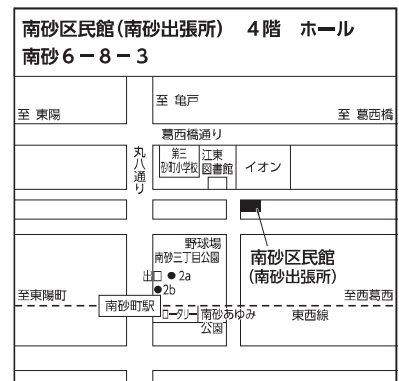 南砂区民館(南砂出張所) 4階 ホール
南砂6-8-3
至 亀戸
至 東陽
至 葛西橋
葛西橋通り
丸八通り
第三
砂町小学校
江東
図書館
イオン
野球場
南砂三丁目公園
出口
●2a
●2b
南砂区民館
(南砂出張所)
至東陽町
南砂町駅
至西葛西
ロータリー
南砂あゆみ
公園
東西線